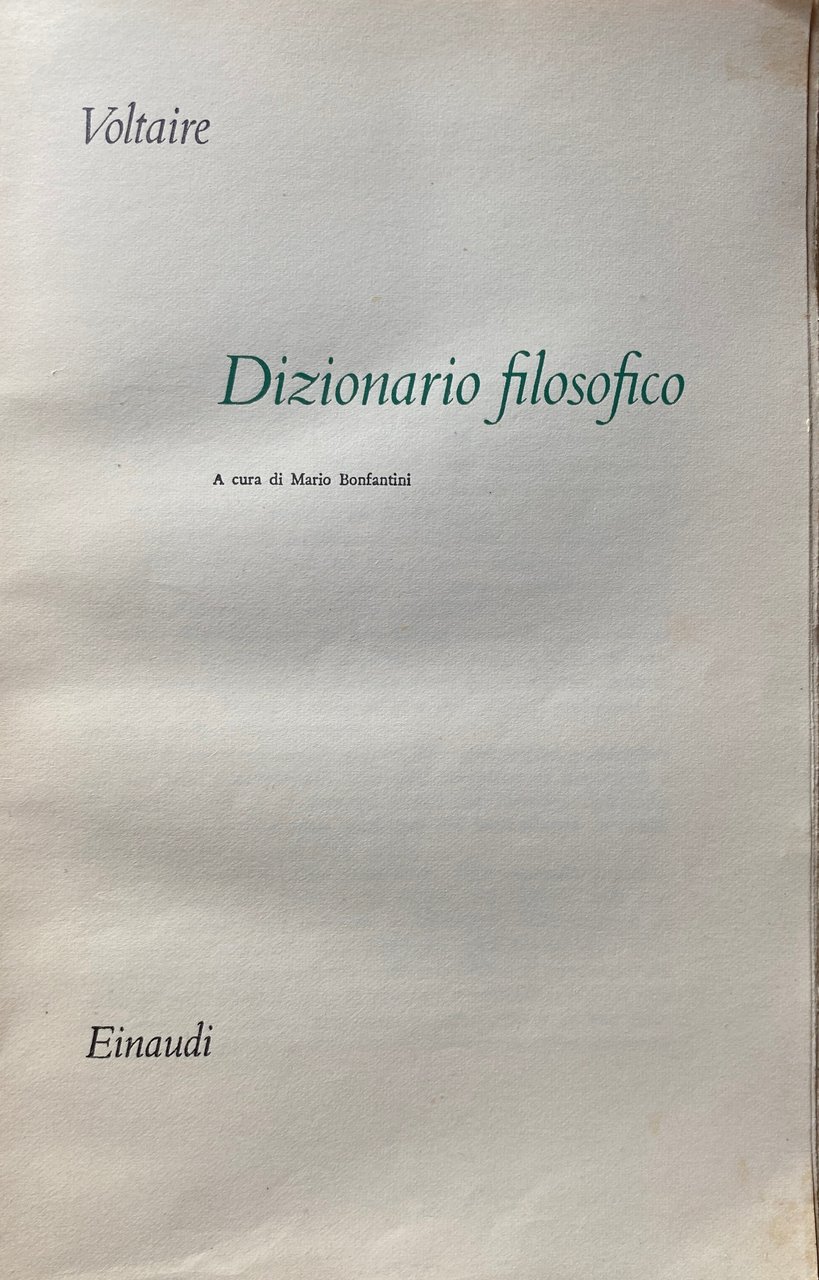 Voltaire
Dizionario filosofico
A cura di Mario Bonfantini
Einaudi